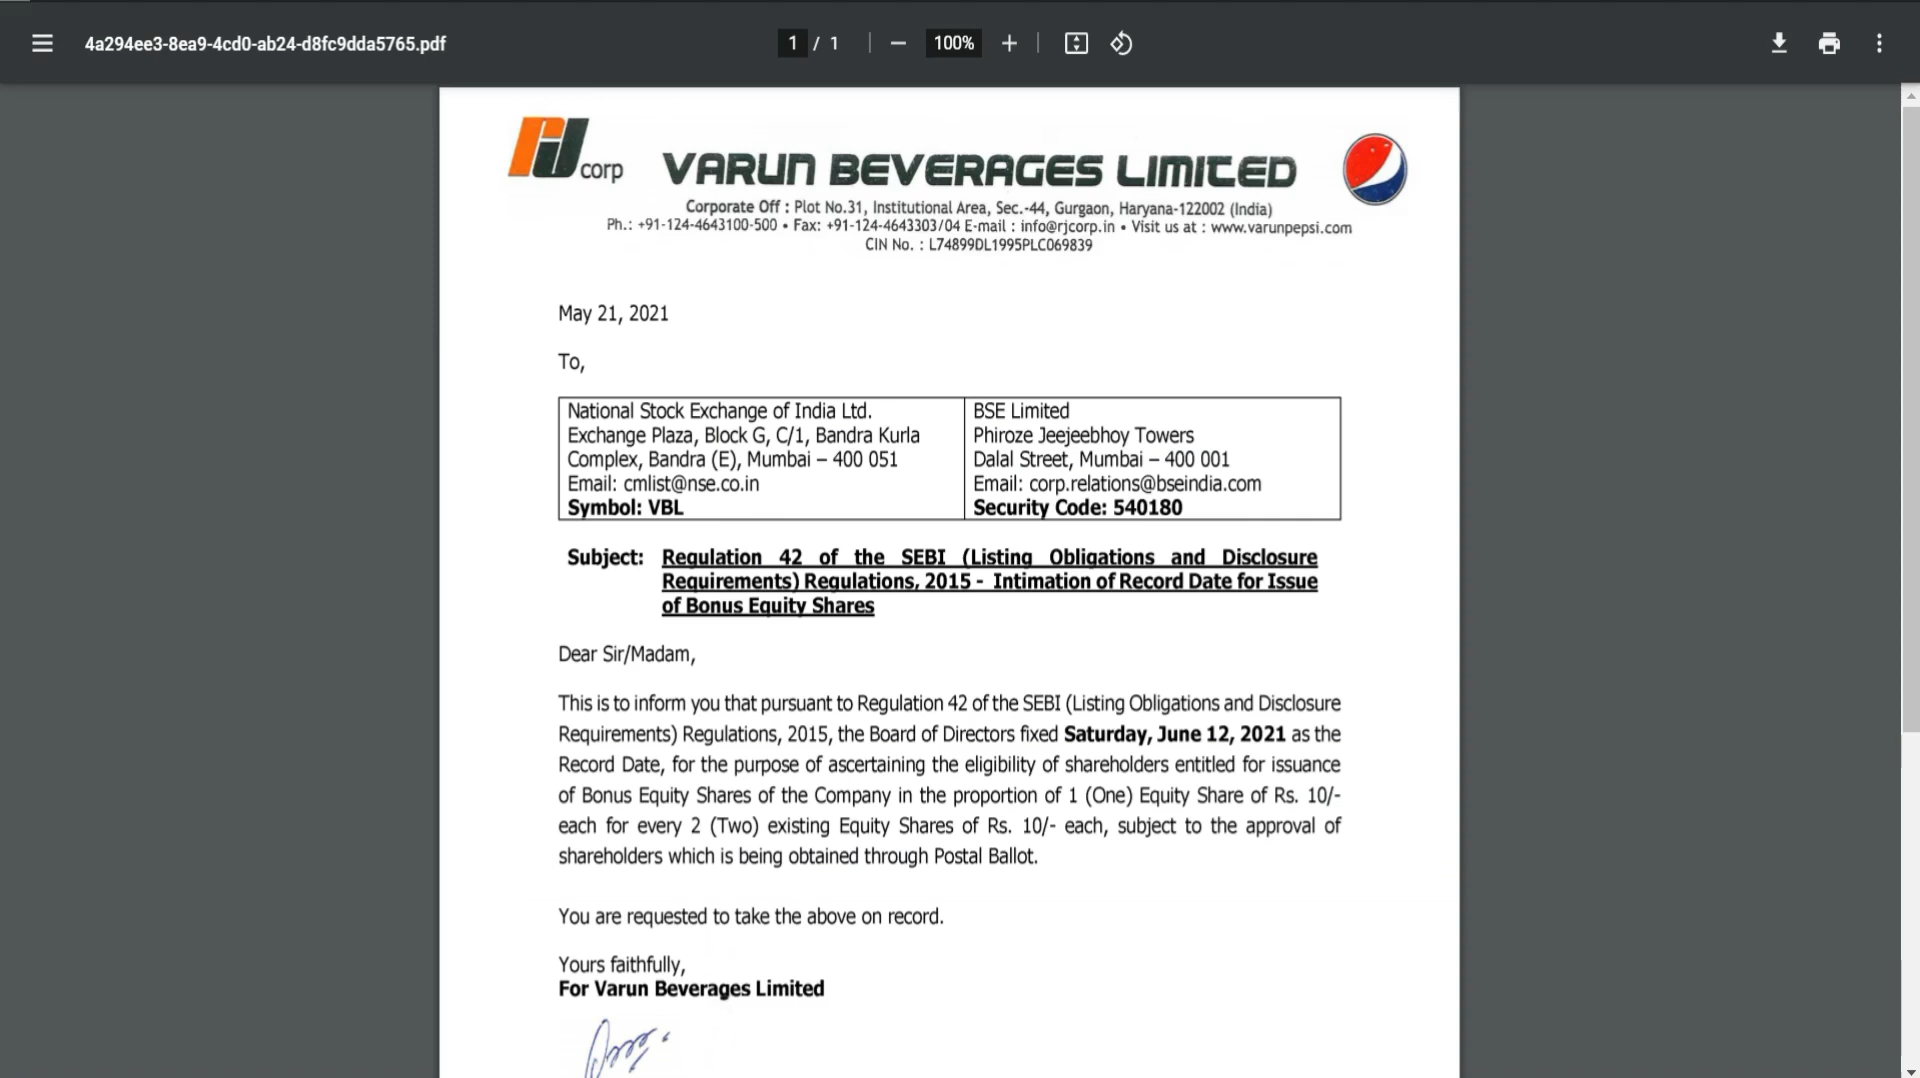 4a294ee3-8ea9-4cd0-ab24-d8fc9dda5765.pdf
1 / 1
100%
corp
VARUN BEVERAGES LIMITED
Corporate Off : Plot No.31, Institutional Area, Sec.-44, Gurgaon, Haryana-122002 (India)
Ph.: +91-124-4643100-500 • Fax: +91-124-4643303/04 E-mail : info@rjcorp.in • Visit us at : www.varunpepsi.com
CIN No. : L74899DL1995PLC069839
May 21, 2021
To,
National Stock Exchange of India Ltd.
Exchange Plaza, Block G, C/1, Bandra Kurla
Complex, Bandra (E), Mumbai – 400 051
Email: cmlist@nse.co.in
Symbol: VBL
BSE Limited
Phiroze Jeejeebhoy Towers
Dalal Street, Mumbai – 400 001
Email: corp.relations@bseindia.com
Security Code: 540180
Subject: Regulation 42 of the SEBI (Listing Obligations and Disclosure
Requirements) Regulations, 2015 - Intimation of Record Date for Issue
of Bonus Equity Shares
Dear Sir/Madam,
This is to inform you that pursuant to Regulation 42 of the SEBI (Listing Obligations and Disclosure
Requirements) Regulations, 2015, the Board of Directors fixed Saturday, June 12, 2021 as the
Record Date, for the purpose of ascertaining the eligibility of shareholders entitled for issuance
of Bonus Equity Shares of the Company in the proportion of 1 (One) Equity Share of Rs. 10/-
each for every 2 (Two) existing Equity Shares of Rs. 10/- each, subject to the approval of
shareholders which is being obtained through Postal Ballot.
You are requested to take the above on record.
Yours faithfully,
For Varun Beverages Limited